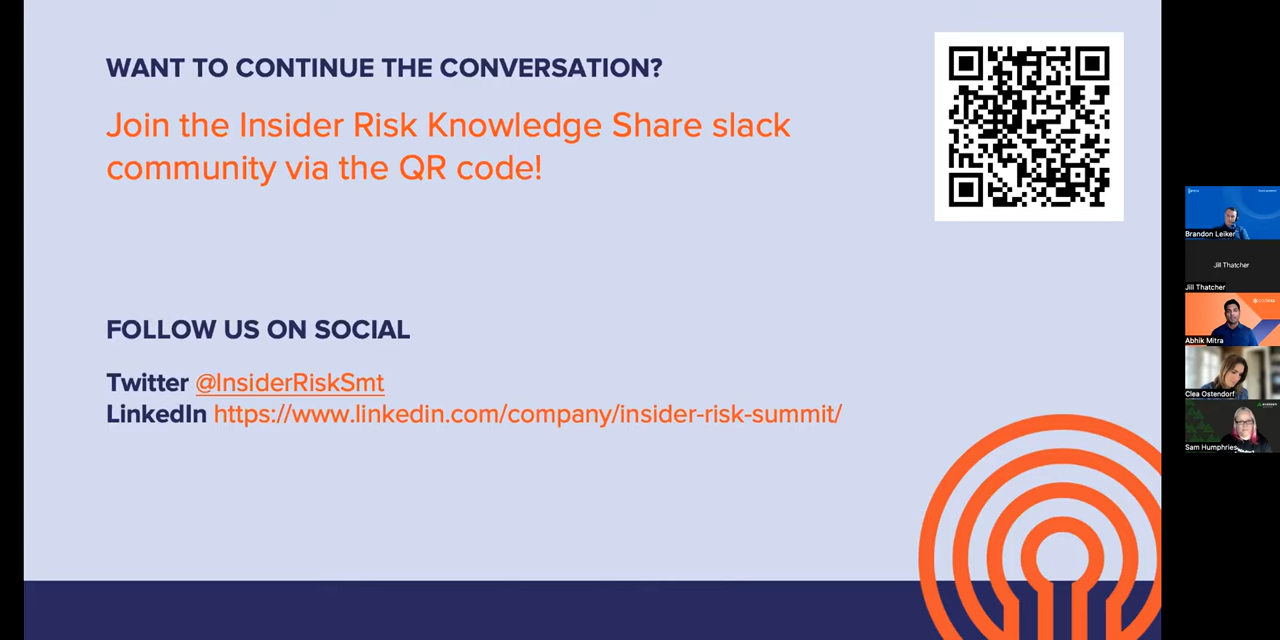 WANT TO CONTINUE THE CONVERSATION?
Join the Insider Risk Knowledge Share slack
community via the QR code!
FOLLOW US ON SOCIAL
Twitter @InsiderRiskSmt
LinkedIn https://www.linkedin.com/company/insider-risk-summit/
Brandon Leiker
Jill Thatcher
Jill Thatcher
Abhik Mitra
Clea Ostendorf
Sam Humphries